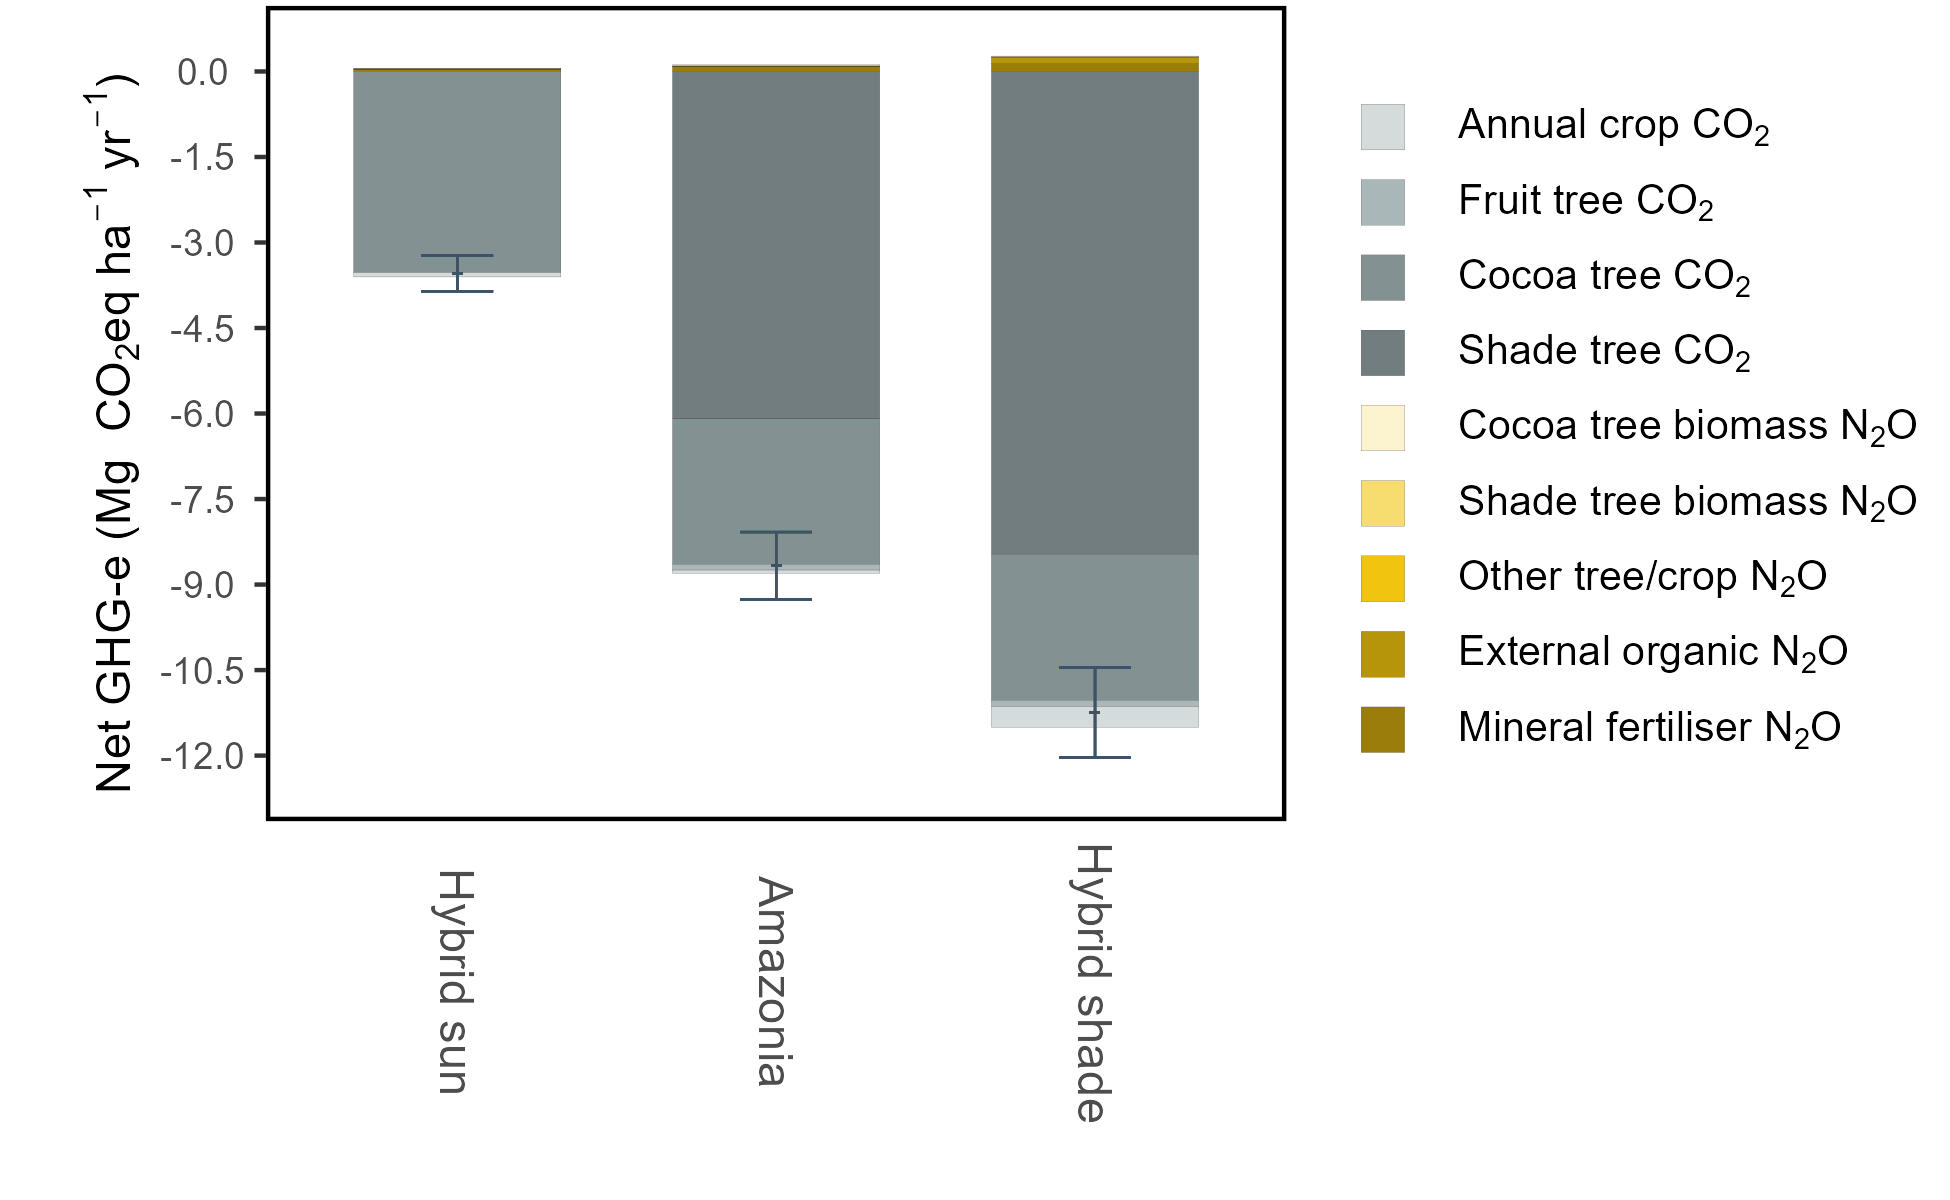 Net GHG-e (Mg CO₂eq ha⁻¹ yr⁻¹)
0.0
-1.5
-3.0
-4.5
-6.0
-7.5
-9.0
-10.5
-12.0
Hybrid sun
Amazonia
Hybrid shade
Annual crop CO₂
Fruit tree CO₂
Cocoa tree CO₂
Shade tree CO₂
Cocoa tree biomass N₂O
Shade tree biomass N₂O
Other tree/crop N₂O
External organic N₂O
Mineral fertiliser N₂O